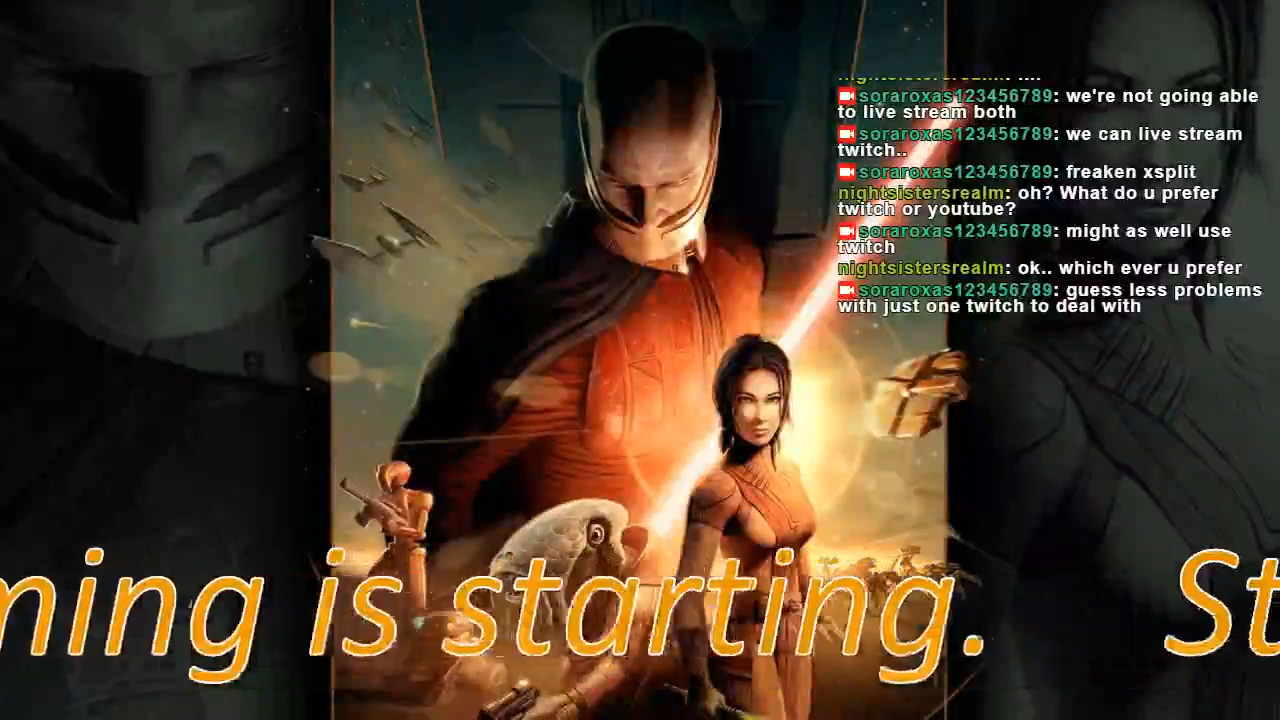 soraroxas123456789: we're not going able
to live stream both
soraroxas123456789: we can live stream
twitch..
soraroxas123456789: freaken xsplit
nightsistersrealm: oh? What do u prefer
twitch or youtube?
soraroxas123456789: might as well use
twitch
nightsistersrealm: ok.. which ever u prefer
soraroxas123456789: guess less problems
with just one twitch to deal with
ming is starting. St